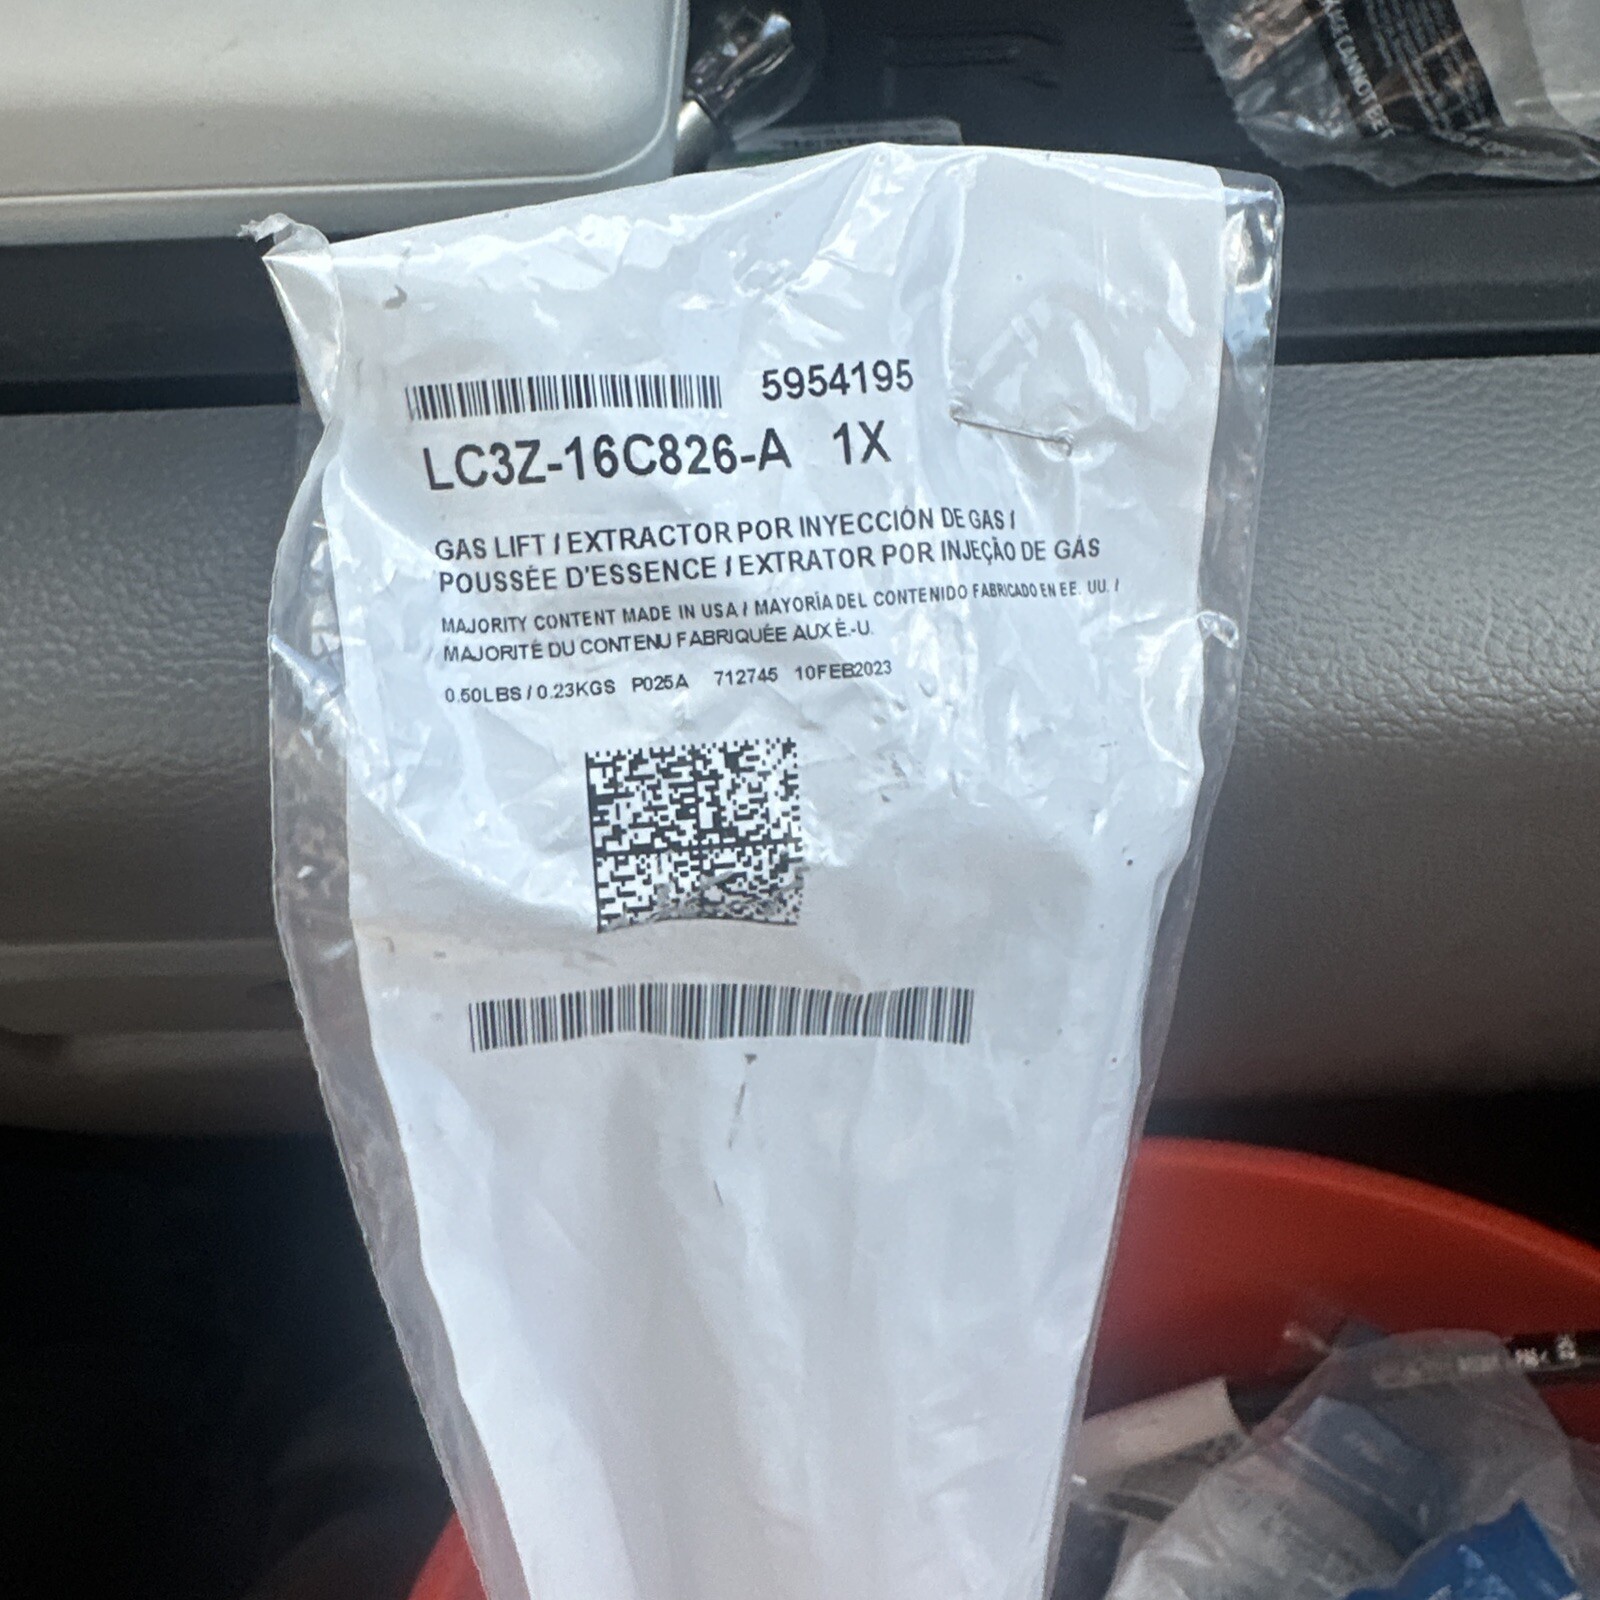 CANNOT BE T
5954195
LC3Z-16C826-A 1X
GAS LIFT / EXTRACTOR POR INYECCIÓN DE GAS /
POUSSÉE D'ESSENCE / EXTRATOR POR INJEÇÃO DE GÁS
MAJORITY CONTENT MADE IN USA / MAYORÍA DEL CONTENIDO FABRICADO EN EE. UU. /
MAJORITÉ DU CONTENU FABRIQUÉE AUX É.-U.
0.50LBS / 0.23KGS P025A 712745 10FEB2023